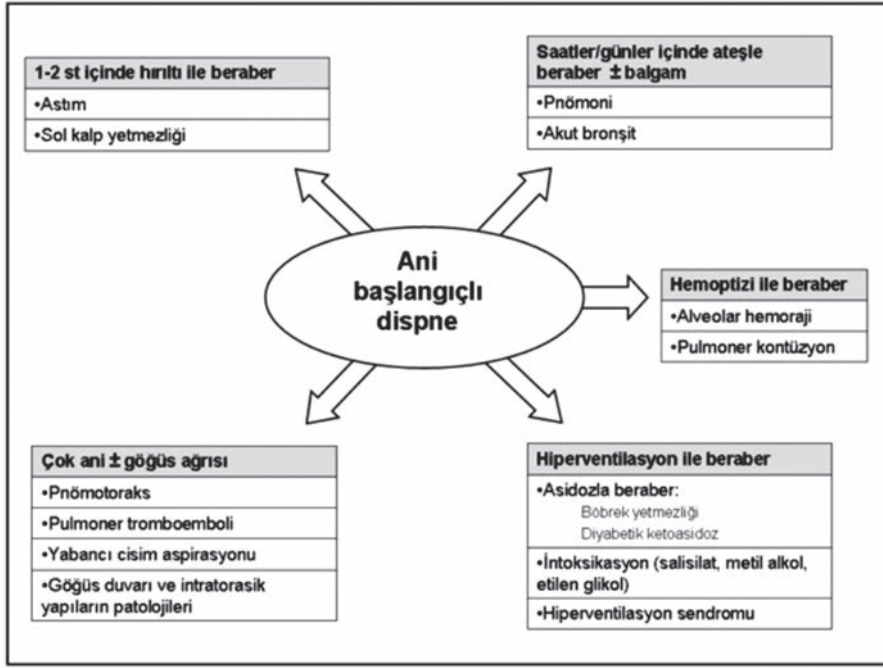 1-2 st içinde hırıltı ile beraber
•Astım
•Sol kalp yetmezliği
Saatler/günler içinde ateşle
beraber ± balgam
•Pnömoni
•Akut bronşit
Ani
başlangıçlı
dispne
Hemoptizi ile beraber
•Alveolar hemoraji
•Pulmoner kontüzyon
Çok ani ± göğüs ağrısı
•Pnömotoraks
•Pulmoner tromboemboli
•Yabancı cisim aspirasyonu
•Göğüs duvarı ve intratorasik
yapıların patolojileri
Hiperventilasyon ile beraber
•Asidozla beraber:
Böbrek yetmezliği
Diyabetik ketoasidoz
•İntoksikasyon (salisilat, metil alkol,
etilen glikol)
•Hiperventilasyon sendromu